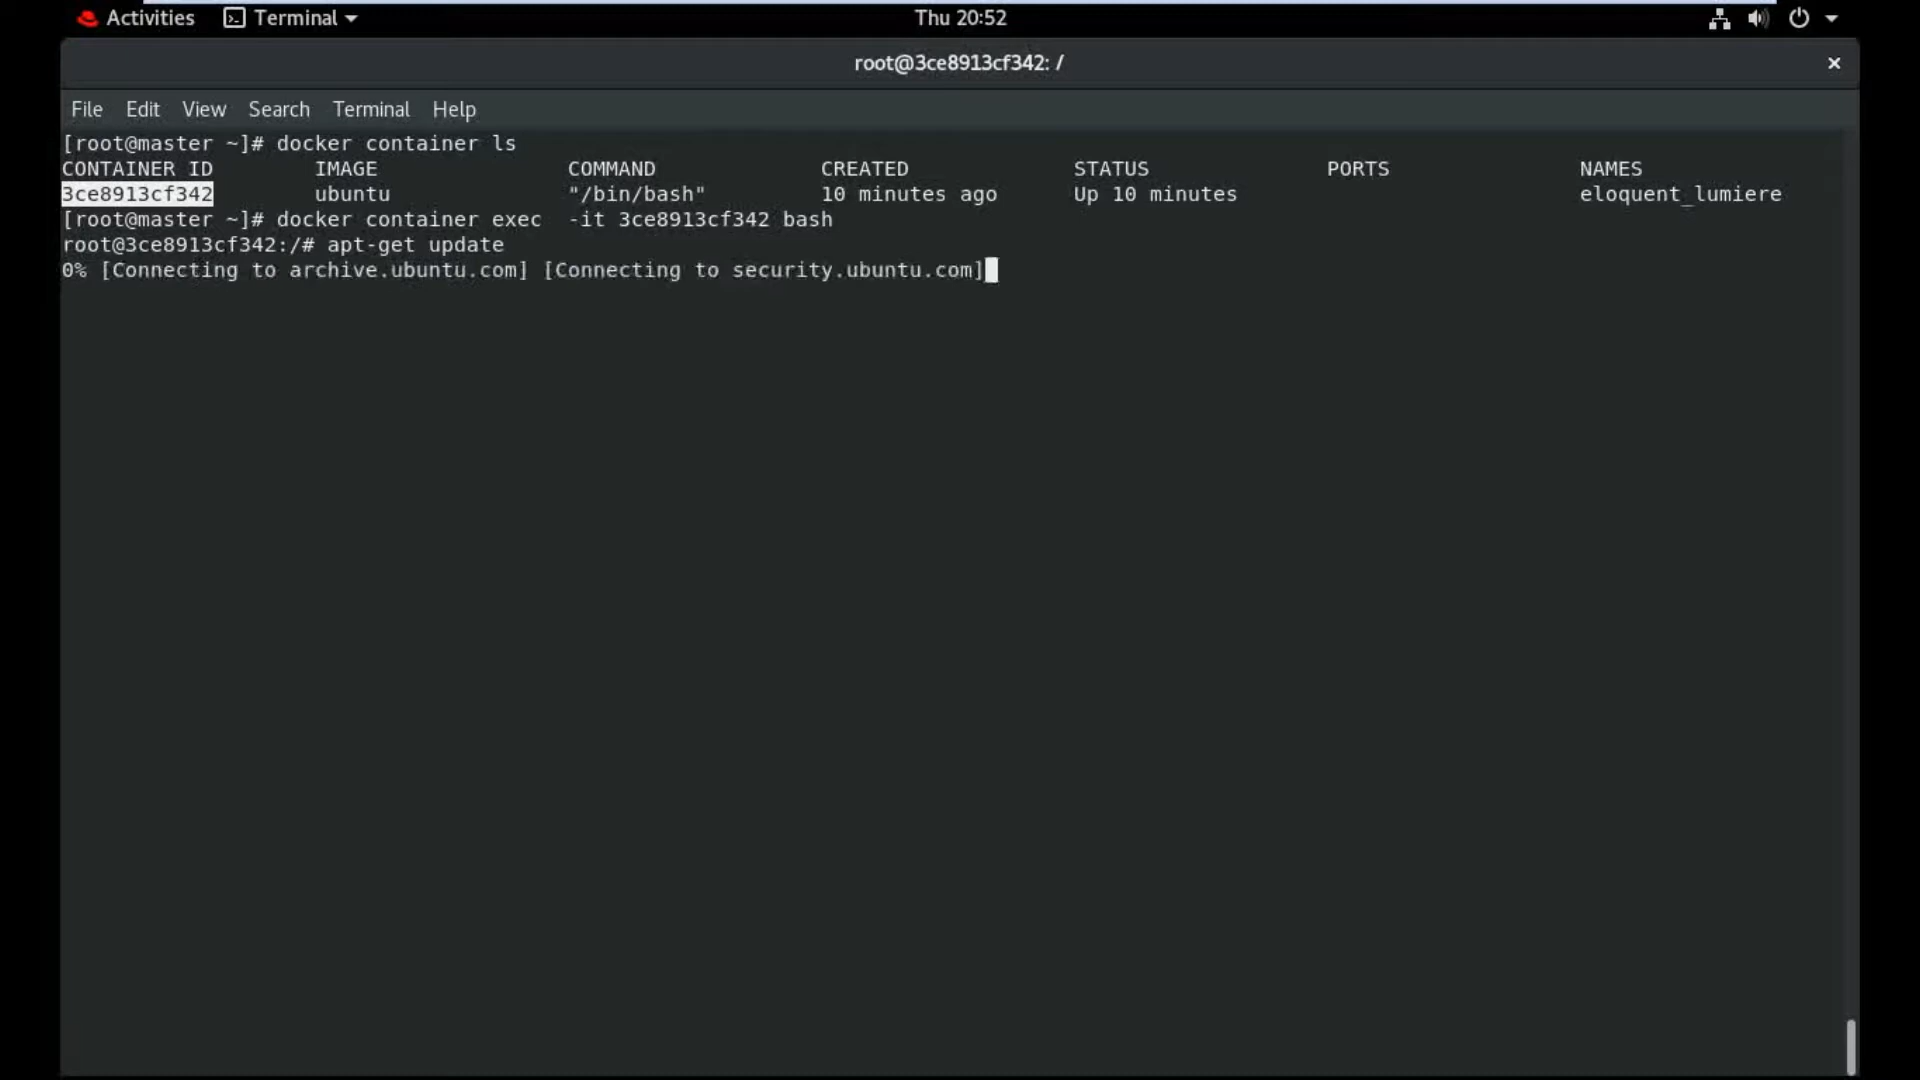 Activities Terminal Thu 20:52
root@3ce8913cf342: / ×
File Edit View Search Terminal Help
[root@master ~]# docker container ls
CONTAINER ID IMAGE COMMAND CREATED STATUS PORTS NAMES
3ce8913cf342 ubuntu "/bin/bash" 10 minutes ago Up 10 minutes eloquent_lumiere
[root@master ~]# docker container exec  -it 3ce8913cf342 bash
root@3ce8913cf342:/# apt-get update
0% [Connecting to archive.ubuntu.com] [Connecting to security.ubuntu.com]